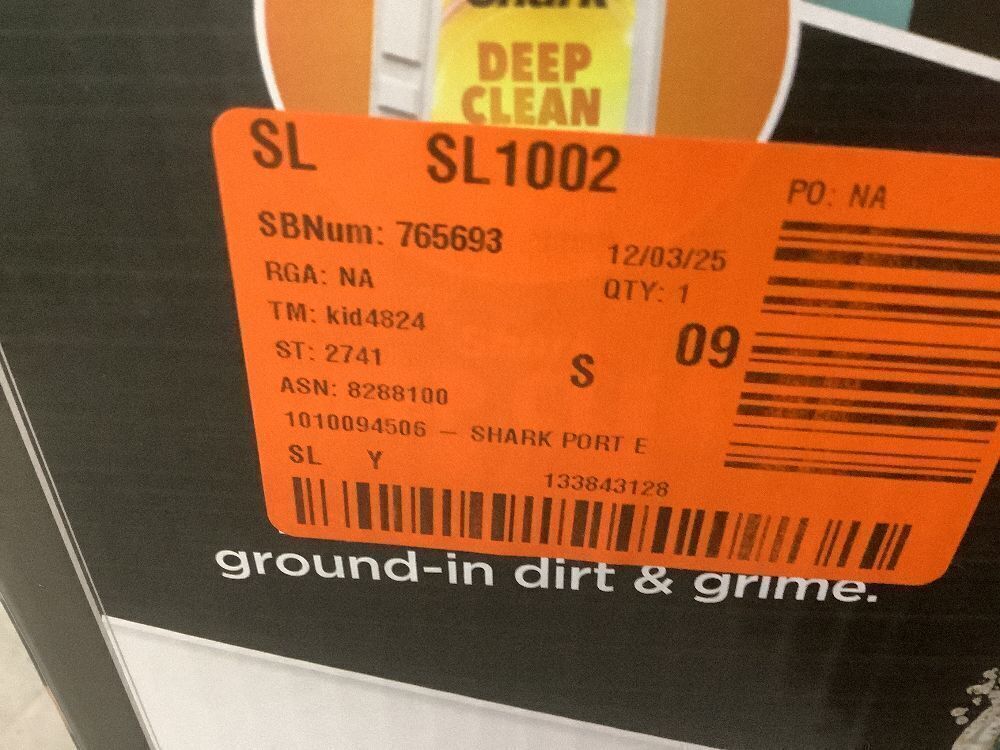 Shark
DEEP
CLEAN
SL SL1002
PO: NA
SBNum: 765693
12/03/25
RGA: NA
QTY: 1
TM: kid4824
09
ST: 2741
S
ASN: 8288100
1010094506 – SHARK PORT E
SL Y
133843128
ground-in dirt & grime.